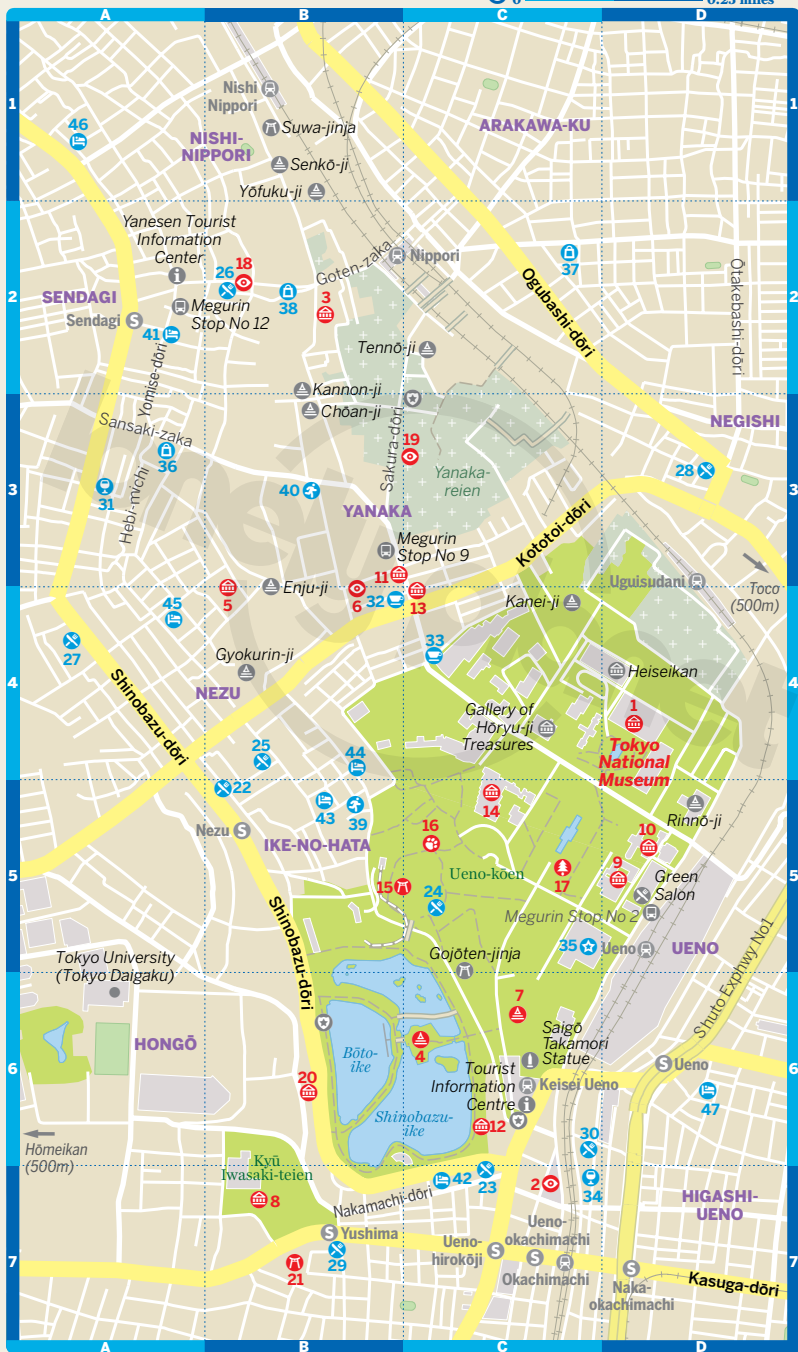 0
0.25 miles
A
B
C
D
1
Nishi
Nippori
ARAKAWA-KU
46
Suwa-jinja
NISHI-
NIPPORI
Senkō-ji
Yōfuku-ji
1
Yanesen Tourist
Information
Center
Goten-zaka
Nippori
37
18
26
2
SENDAGI
38
3
Megurin
Stop No 12
Sendagi
41
Yomise-dōri
Ogubashi-dōri
Ōtakebashi-dōri
Tennō-ji
2
Kannon-ji
Chōan-ji
Sansaki-zaka
Sakura-dōri
NEGISHI
36
19
28
Yanaka-
reien
3
31
Hebi-michi
40
YANAKA
Kototoi-dōri
Megurin
Stop No 9
11
3
Uguisudani
Toco
(500m)
5
Enju-ji
6
32
13
Kanei-ji
45
27
33
Gyokurin-ji
Heiseikan
4
NEZU
Shinobazu-dōri
Gallery of
Hōryu-ji
Treasures
1
Tokyo
National
Museum
4
25
44
22
43
39
14
Rinnō-ji
Nezu
16
10
IKE-NO-HATA
5
15
24
Ueno-kōen
17
9
Green
Salon
5
Shinobazu-dōri
Megurin Stop No 2
Gojōten-jinja
35
Ueno
UENO
Tokyo University
(Tokyo Daigaku)
Shuto Exphwy No1
7
HONGŌ
Saigō
Takamori
Statue
4
Bōto-
ike
6
Tourist
Information
Centre
Keisei Ueno
Ueno
6
20
47
Shinobazu-
ike
12
Hōmeikan
(500m)
30
Kyū
Iwasaki-teien
42
23
2
34
8
Nakamachi-dōri
HIGASHI-
UENO
Yushima
Ueno-
hirokōji
Ueno-
okachimachi
7
29
21
Okachimachi
Naka-
okachimachi
Kasuga-dōri
7
A
B
C
D